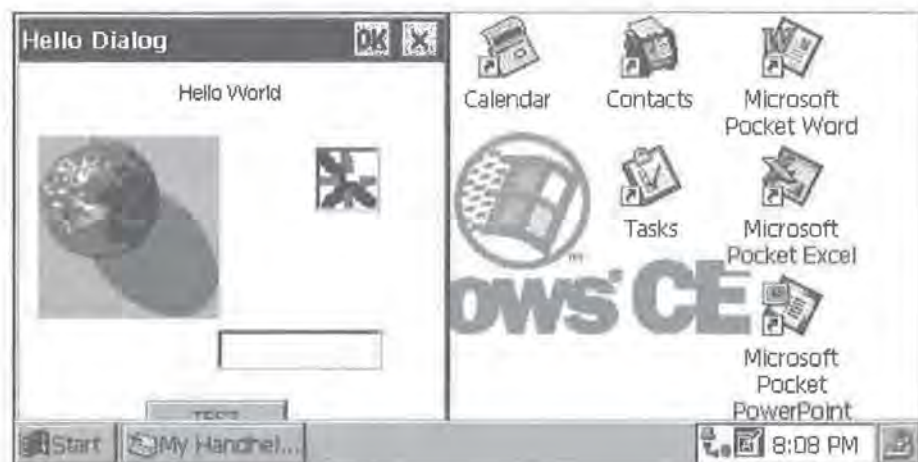 Hello Dialog
OK X
Hello World
Calendar
Contacts
Microsoft
Pocket Word
Tasks
Microsoft
Pocket Excel
ows CE
Microsoft
Pocket
PowerPoint
Start
My Handhel...
8:08 PM